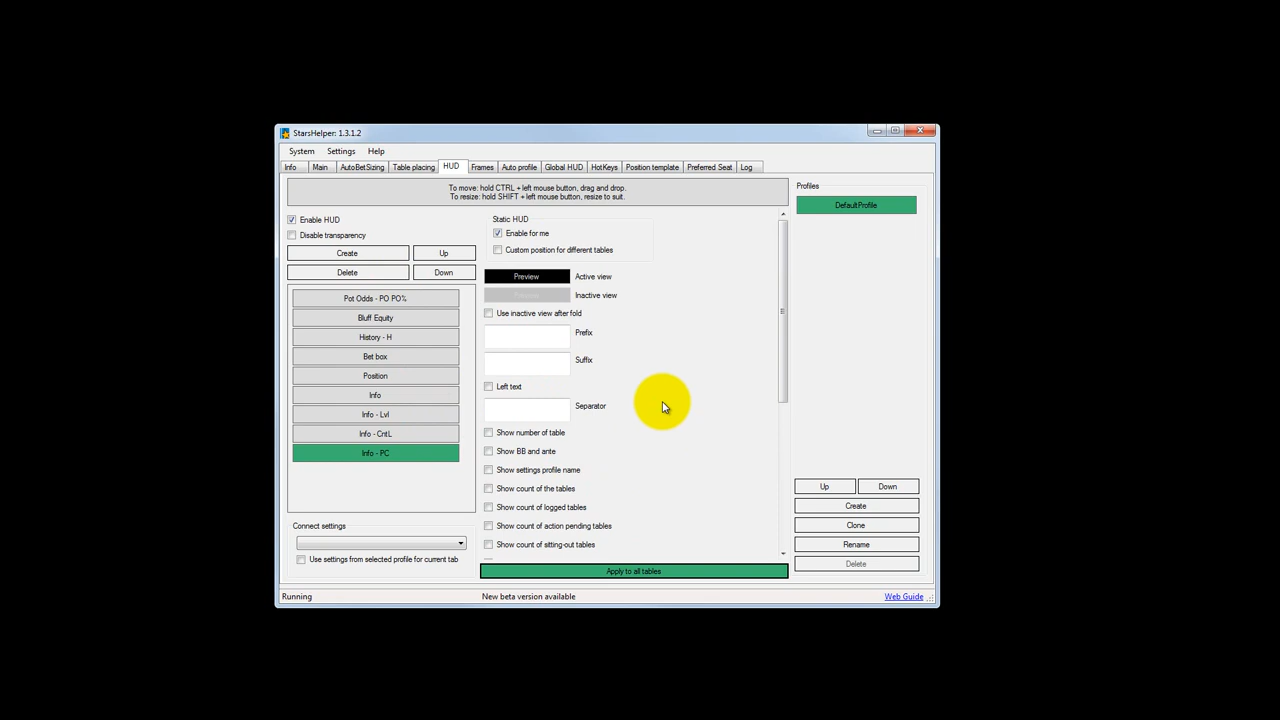 StarsHelper: 1.3.1.2
System Settings Help
Info Main AutoBetSizing Table placing HUD Frames Auto profile Global HUD HotKeys Position template Preferred Seat Log
To move: hold CTRL + left mouse button, drag and drop.
To resize: hold SHIFT + left mouse button, resize to suit.
Enable HUD
Disable transparency
Create Up
Delete Down
Pot Odds - PO PO%
Bluff Equity
History - H
Bet box
Position
Info
Info - Lvl
Info - CntL
Info - PC
Connect settings
Use settings from selected profile for current tab
Static HUD
Enable for me
Custom position for different tables
Preview Active view
Inactive view
Use inactive view after fold
Prefix
Suffix
Left text
Separator
Show number of table
Show BB and ante
Show settings profile name
Show count of the tables
Show count of logged tables
Show count of action pending tables
Show count of sitting-out tables
Apply to all tables
Profiles
DefaultProfile
Up Down
Create
Clone
Rename
Delete
Running New beta version available Web Guide